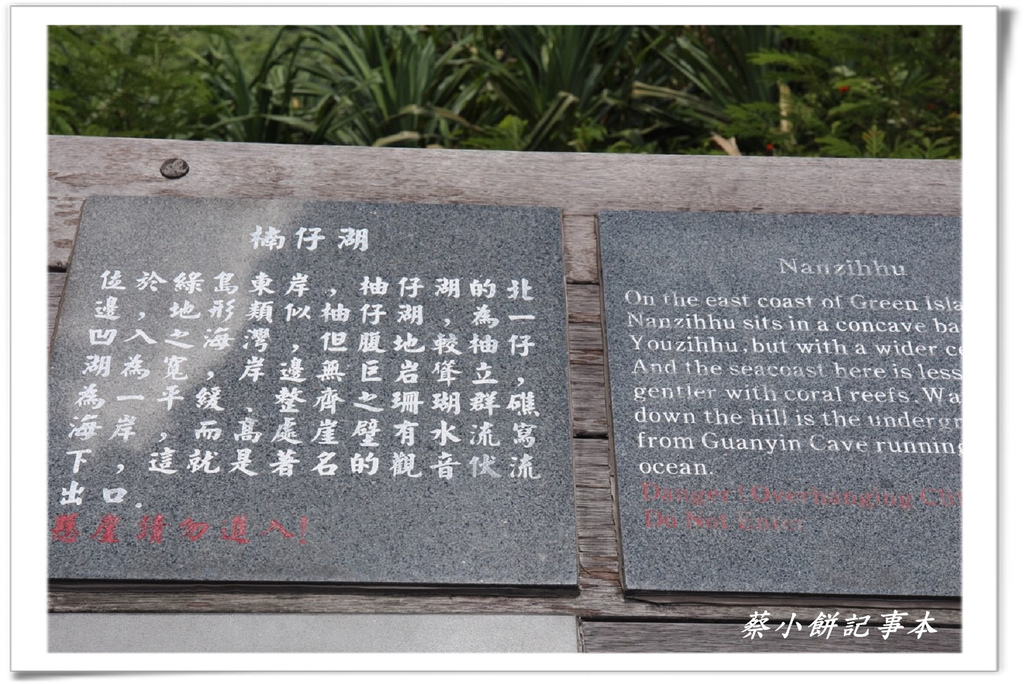 楠仔湖
位於綠島東岸，柚仔湖的北
邊，地形類似柚仔湖，為一
凹入之海灣，但腹地較柚仔
湖為寬，岸邊無巨岩聳立，
為一平緩、整齊之珊瑚群礁
海岸，而高處崖壁有水流寫
下，這就是著名的觀音伏流
出口．
懸崖請勿進入！
Nanzihhu
On the east coast of Green Isla
Nanzihhu sits in a concave ba
Youzihhu, but with a wider c
And the seacoast here is less
gentler with coral reefs. Wa
down the hill is the undergr
from Guanyin Cave running
ocean.
Danger! Overhanging Cli
Do Not Enter
蔡小餅記事本